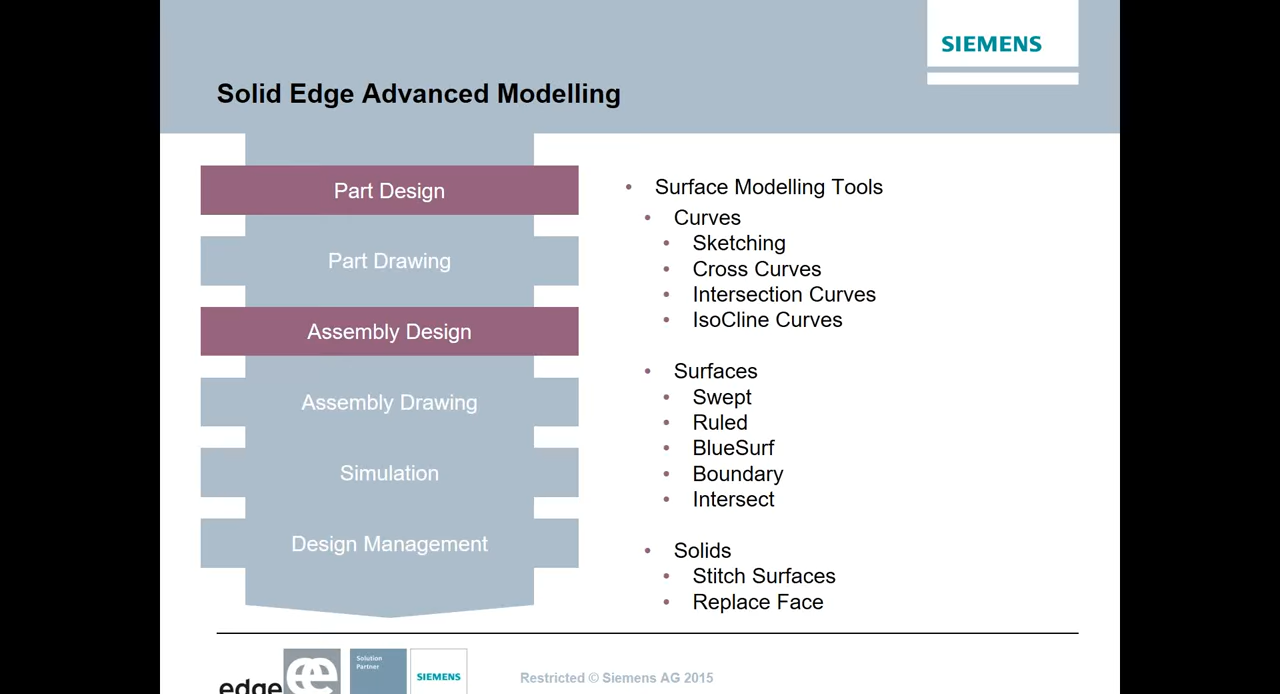 SIEMENS
Solid Edge Advanced Modelling
Part Design
Part Drawing
Assembly Design
Assembly Drawing
Simulation
Design Management
• Surface Modelling Tools
• Curves
• Sketching
• Cross Curves
• Intersection Curves
• IsoCline Curves
• Surfaces
• Swept
• Ruled
• BlueSurf
• Boundary
• Intersect
• Solids
• Stitch Surfaces
• Replace Face
edge
Solution
Partner
SIEMENS
Restricted © Siemens AG 2015